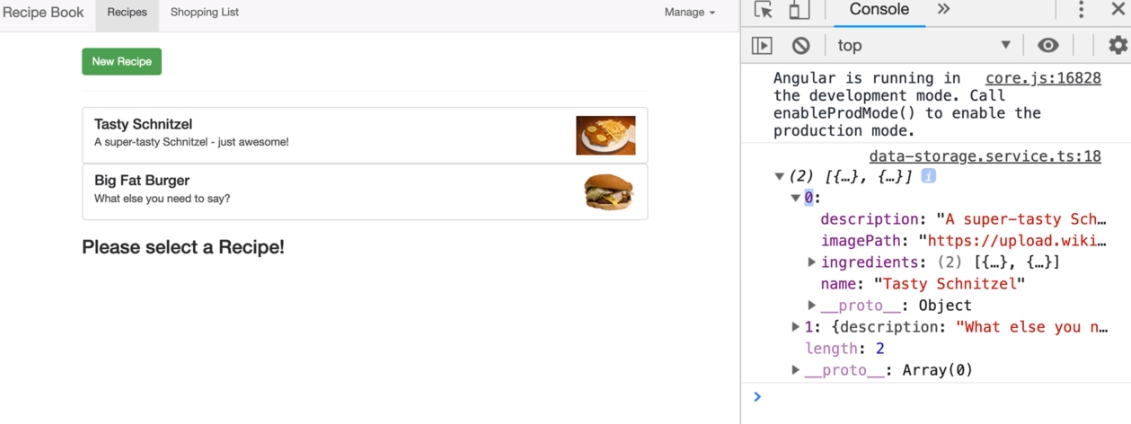 Recipe Book Recipes Shopping List Manage
New Recipe
Tasty Schnitzel
A super-tasty Schnitzel - just awesome!
Big Fat Burger
What else you need to say?
Please select a Recipe!
Console »
top
Angular is running in core.js:16828
the development mode. Call
enableProdMode() to enable the
production mode.
data-storage.service.ts:18
(2) [{…}, {…}] i
0:
description: "A super-tasty Sch…
imagePath: "https://upload.wiki…
ingredients: (2) [{…}, {…}]
name: "Tasty Schnitzel"
__proto__: Object
1: {description: "What else you n…
length: 2
__proto__: Array(0)